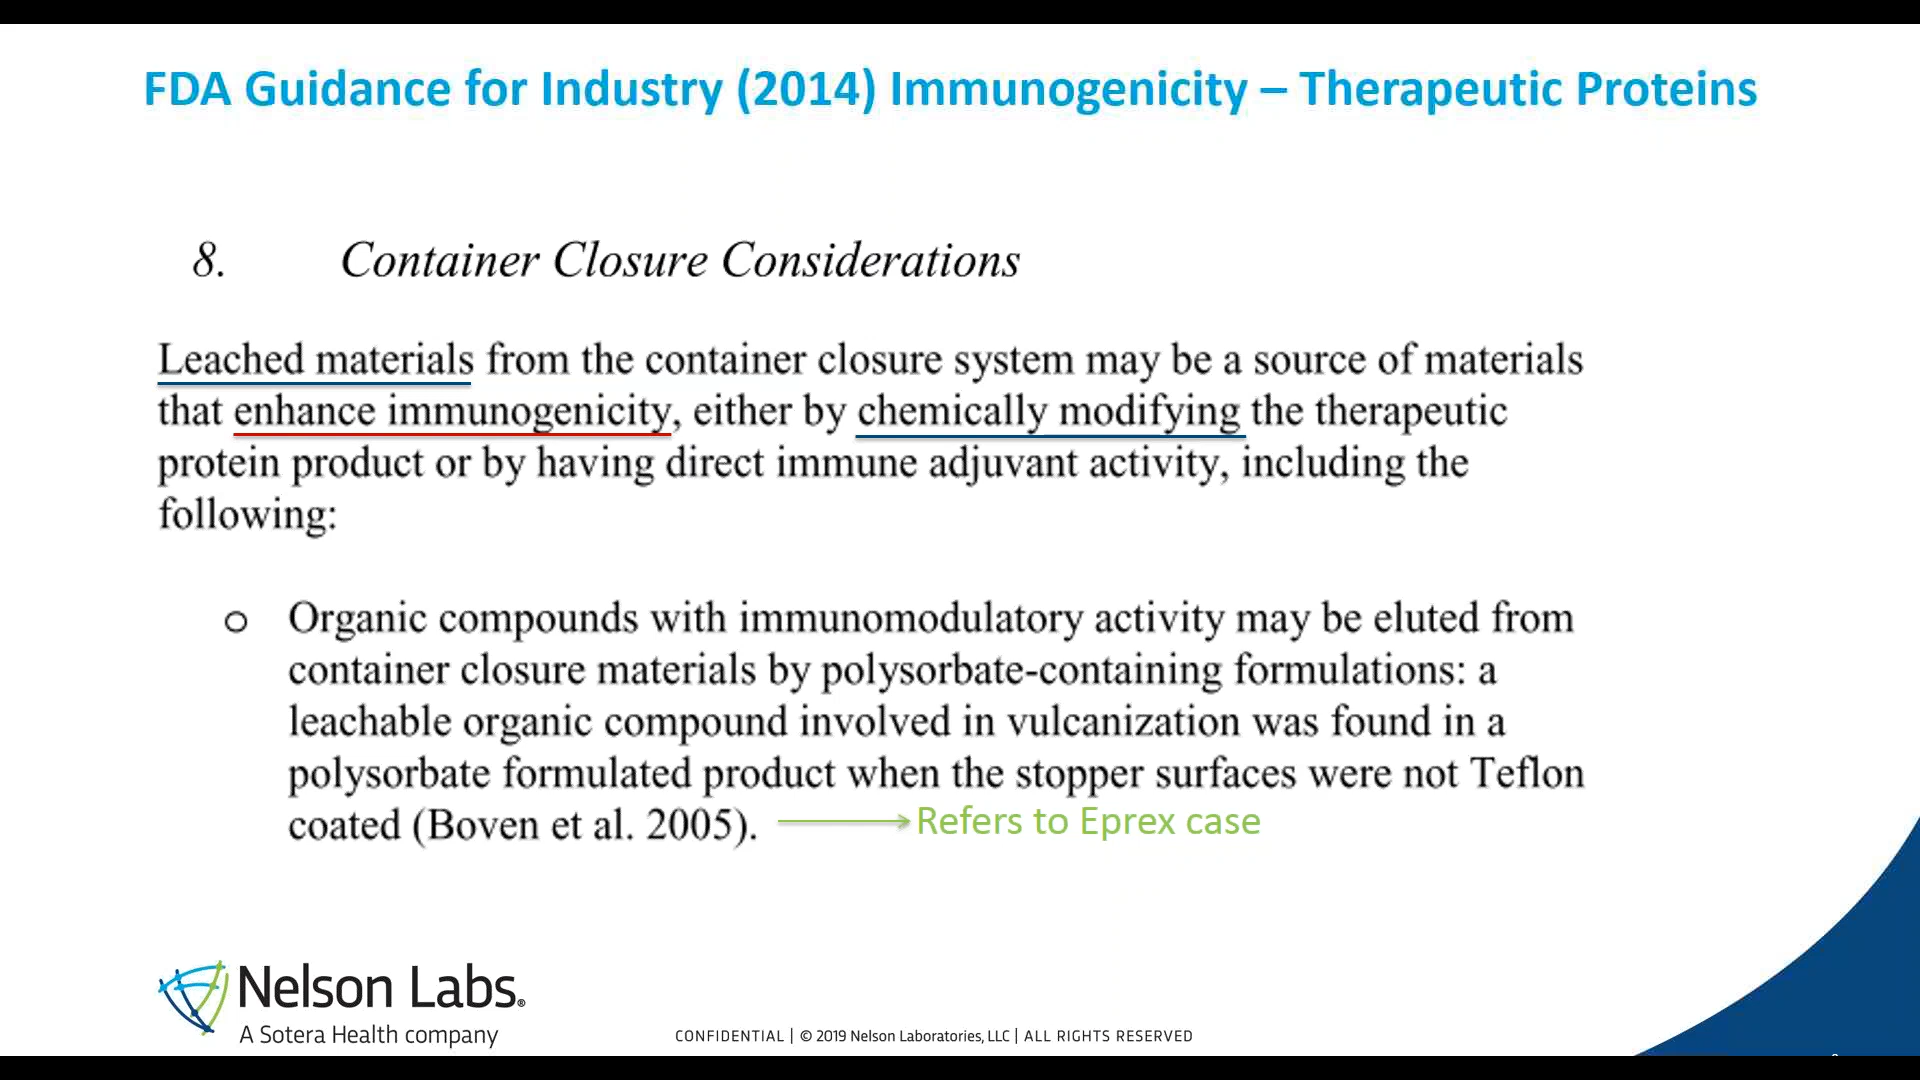 FDA Guidance for Industry (2014) Immunogenicity – Therapeutic Proteins
8. Container Closure Considerations
Leached materials from the container closure system may be a source of materials
that enhance immunogenicity, either by chemically modifying the therapeutic
protein product or by having direct immune adjuvant activity, including the
following:
o Organic compounds with immunomodulatory activity may be eluted from
container closure materials by polysorbate-containing formulations: a
leachable organic compound involved in vulcanization was found in a
polysorbate formulated product when the stopper surfaces were not Teflon
coated (Boven et al. 2005). Refers to Eprex case
Nelson Labs®
A Sotera Health company
CONFIDENTIAL | © 2019 Nelson Laboratories, LLC | ALL RIGHTS RESERVED